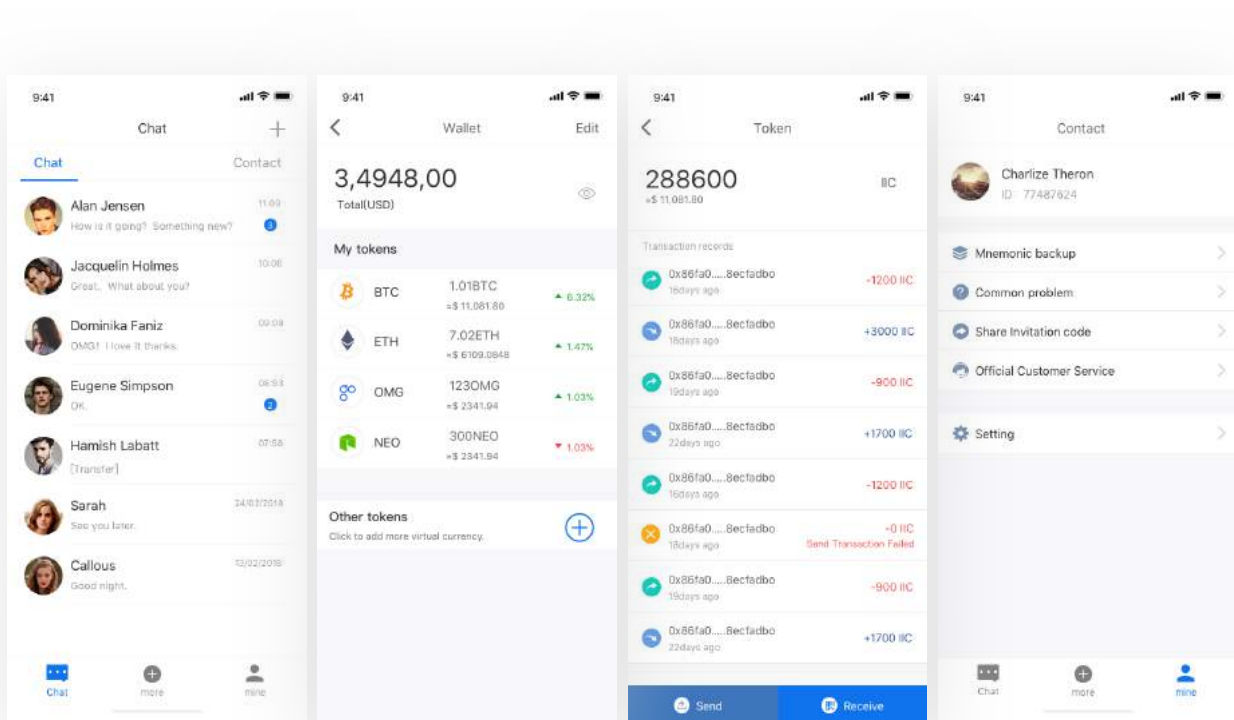 9:41
Chat
Chat Contact
Alan Jensen 11:09
How is it going? Something new? 3
Jacquelin Holmes 10:08
Great. What about you?
Dominika Faniz 09:08
OMG! I love it thanks.
Eugene Simpson
OK. 2
Hamish Labatt 07:58
[Transfer]
Sarah 24/02/2018
See you later.
Callous 13/02/2018
Good night.
Chat more mine
9:41
Wallet Edit
3,4948,00
Total(USD)
My tokens
BTC 1.01BTC
≈$ 11,081.80 ▲ 6.32%
ETH 7.02ETH
≈$ 6109.0848 ▲ 1.47%
OMG 123OMG
≈$ 2341.94 ▲ 1.03%
NEO 300NEO
≈$ 2341.94 ▼ 1.03%
Other tokens
Click to add more virtual currency.
9:41
Token
288600 IIC
≈$ 11,081.80
Transaction records
0x86fa0.....8ecfadbo -1200 IIC
16days ago
0x86fa0.....8ecfadbo +3000 IIC
18days ago
0x86fa0.....8ecfadbo -900 IIC
19days ago
0x86fa0.....8ecfadbo +1700 IIC
22days ago
0x86fa0.....8ecfadbo -1200 IIC
16days ago
0x86fa0.....8ecfadbo -0 IIC
18days ago Send Transaction Failed
0x86fa0.....8ecfadbo -900 IIC
19days ago
0x86fa0.....8ecfadbo +1700 IIC
22days ago
Send Receive
9:41
Contact
Charlize Theron
ID: 77487624
Mnemonic backup
Common problem
Share Invitation code
Official Customer Service
Setting
Chat more mine